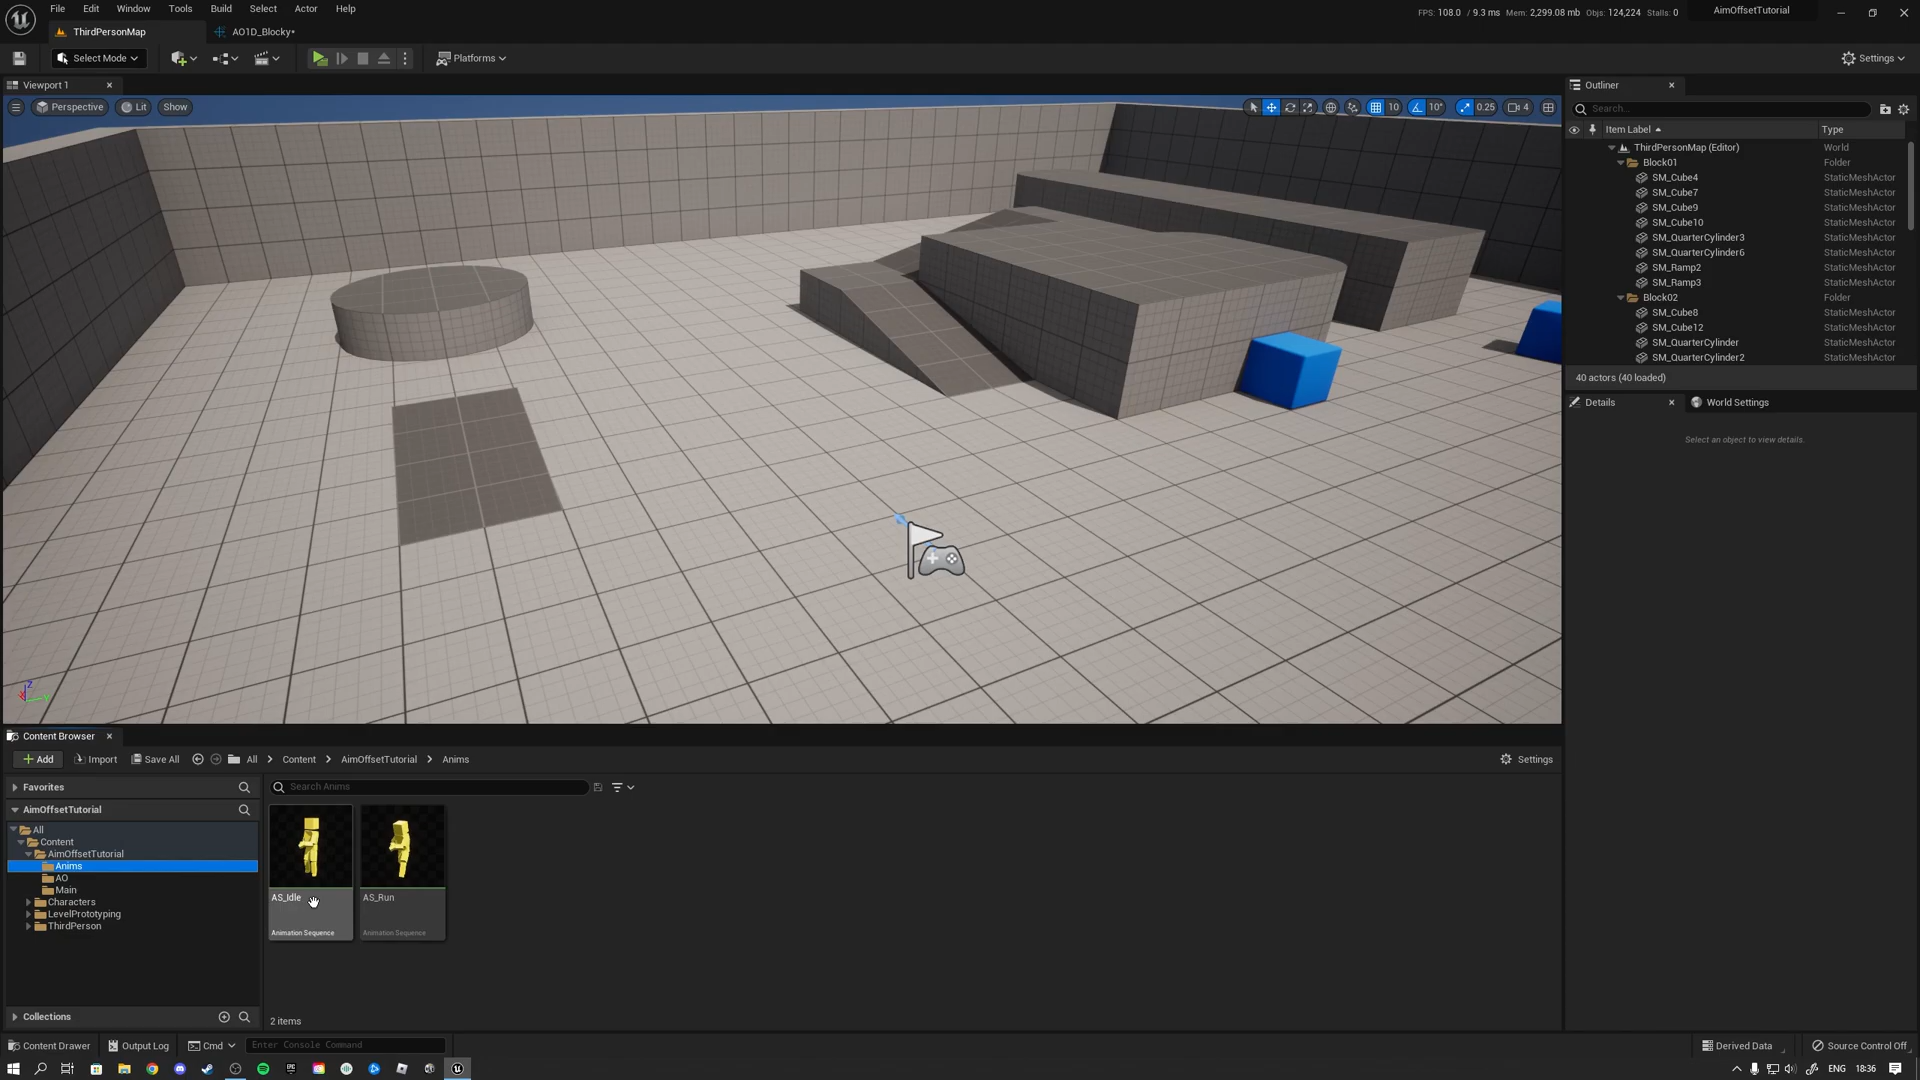 File Edit Window Tools Build Select Actor Help
FPS: 108.0 / 9.3 ms Mem: 2,299.08 mb Objs: 124,224 Stalls: 0
AimOffsetTutorial
ThirdPersonMap
AO1D_Blocky*
Select Mode
Platforms
Settings
Viewport 1
Perspective Lit Show
10 10° 0.25 4
Z
X Y
Outliner
Search...
Item Label Type
ThirdPersonMap (Editor) World
Block01 Folder
SM_Cube4 StaticMeshActor
SM_Cube7 StaticMeshActor
SM_Cube9 StaticMeshActor
SM_Cube10 StaticMeshActor
SM_QuarterCylinder3 StaticMeshActor
SM_QuarterCylinder6 StaticMeshActor
SM_Ramp2 StaticMeshActor
SM_Ramp3 StaticMeshActor
Block02 Folder
SM_Cube8 StaticMeshActor
SM_Cube12 StaticMeshActor
SM_QuarterCylinder StaticMeshActor
SM_QuarterCylinder2 StaticMeshActor
40 actors (40 loaded)
Details
World Settings
Select an object to view details.
Content Browser
Add Import Save All All Content AimOffsetTutorial Anims
Settings
Favorites
AimOffsetTutorial
All
Content
AimOffsetTutorial
Anims
AO
Main
Characters
LevelPrototyping
ThirdPerson
Collections
Search Anims
AS_Idle
Animation Sequence
AS_Run
Animation Sequence
2 items
Content Drawer Output Log Cmd Enter Console Command
Derived Data Source Control Off
ENG 18:36